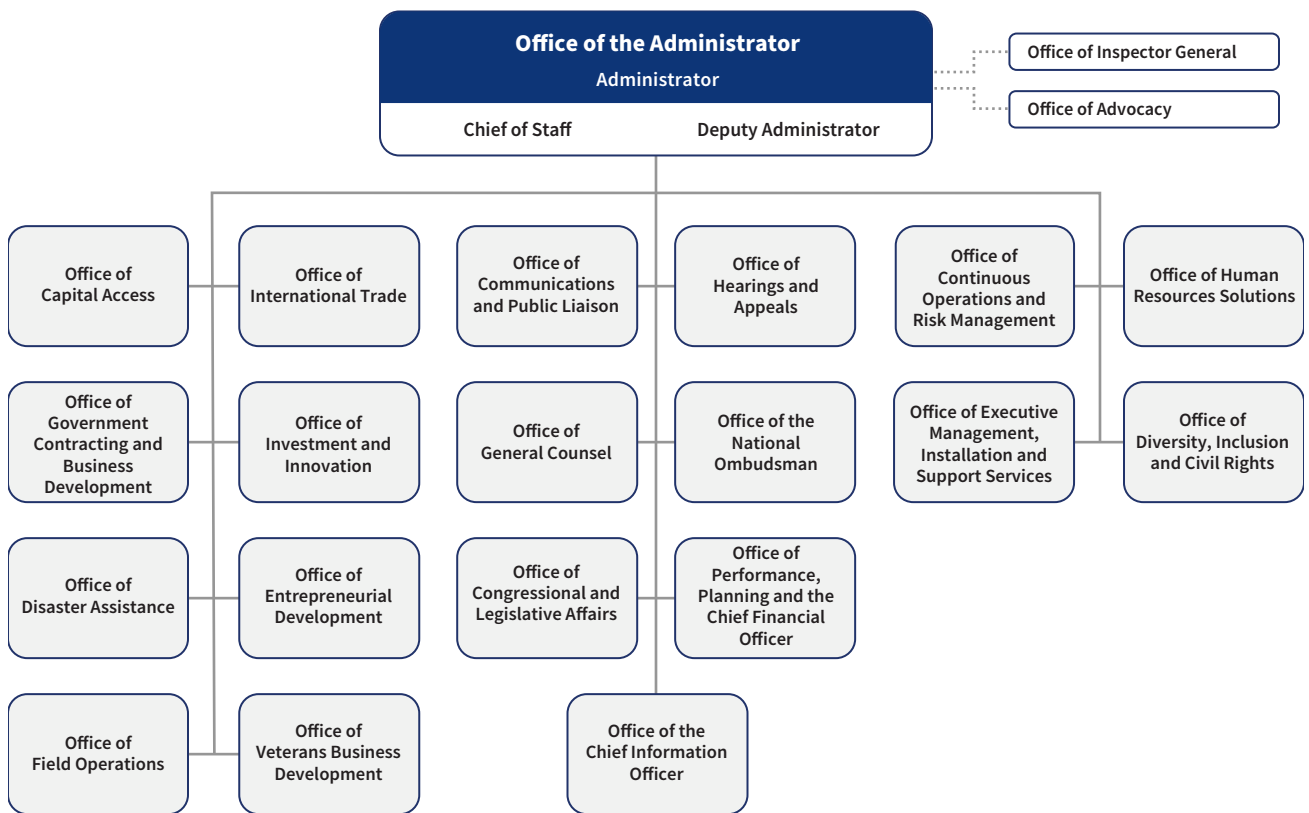 Office of the Administrator
Administrator
Chief of Staff
Deputy Administrator
Office of Inspector General
Office of Advocacy
Office of
Capital Access
Office of
International Trade
Office of
Communications
and Public Liaison
Office of
Hearings and
Appeals
Office of
Continuous
Operations and
Risk Management
Office of Human
Resources Solutions
Office of
Government
Contracting and
Business
Development
Office of
Investment and
Innovation
Office of
General Counsel
Office of the
National
Ombudsman
Office of Executive
Management,
Installation and
Support Services
Office of
Diversity, Inclusion
and Civil Rights
Office of
Disaster Assistance
Office of
Entrepreneurial
Development
Office of
Congressional and
Legislative Affairs
Office of
Performance,
Planning and the
Chief Financial
Officer
Office of
Field Operations
Office of
Veterans Business
Development
Office of the
Chief Information
Officer